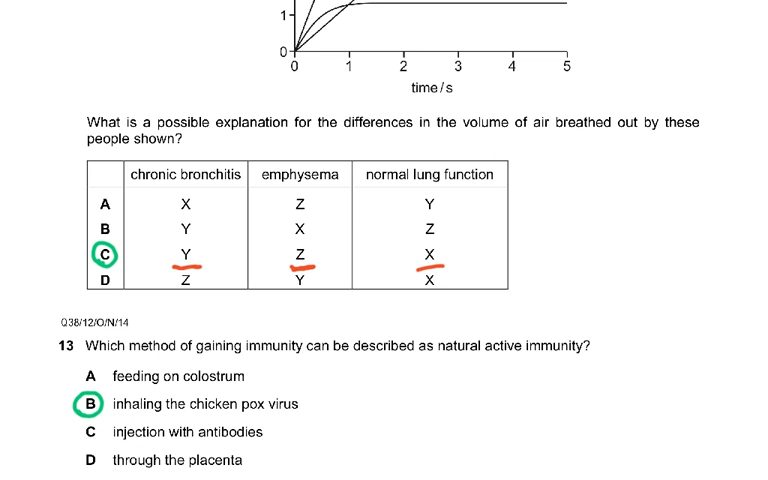 1
0
0 1 2 3 4 5
time/s
What is a possible explanation for the differences in the volume of air breathed out by these
people shown?
chronic bronchitis emphysema normal lung function
A X Z Y
B Y X Z
C Y Z X
D Z Y X
Q38/12/O/N/14
13 Which method of gaining immunity can be described as natural active immunity?
A feeding on colostrum
B inhaling the chicken pox virus
C injection with antibodies
D through the placenta